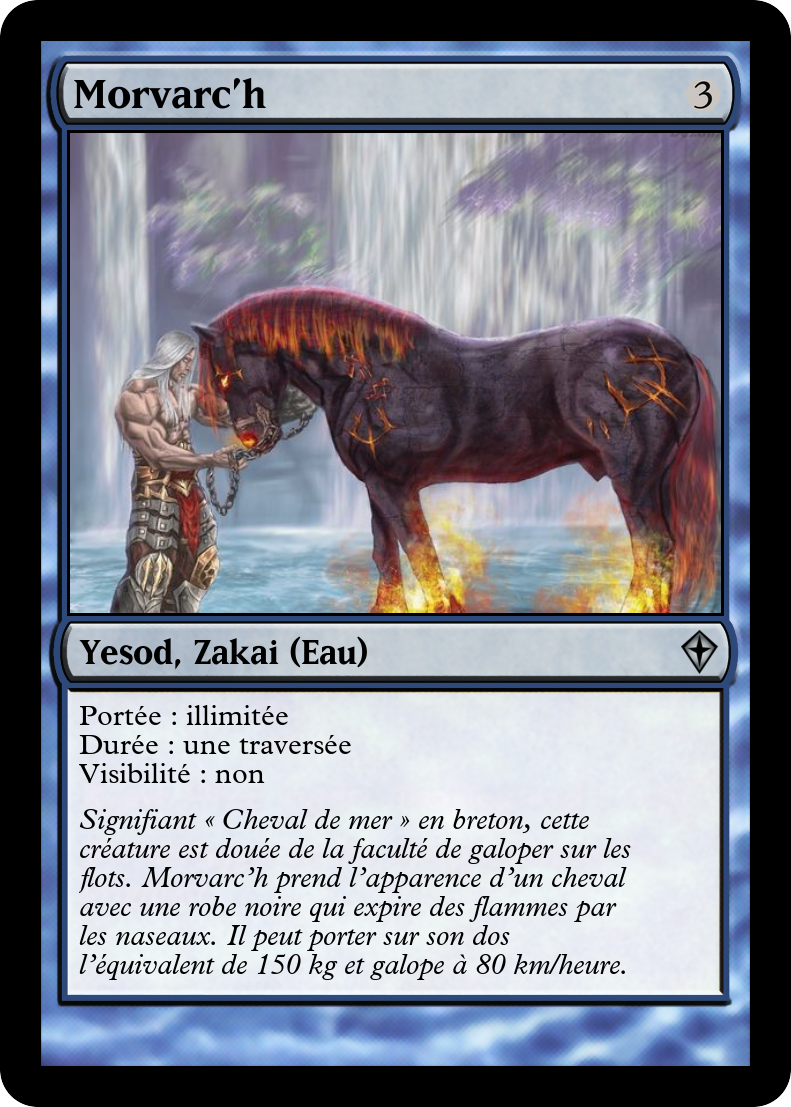 Morvarc'h 3
Yesod, Zakai (Eau)
Portée : illimitée
Durée : une traversée
Visibilité : non
Signifiant « Cheval de mer » en breton, cette
créature est douée de la faculté de galoper sur les
flots. Morvarc'h prend l'apparence d'un cheval
avec une robe noire qui expire des flammes par
les naseaux. Il peut porter sur son dos
l'équivalent de 150 kg et galope à 80 km/heure.